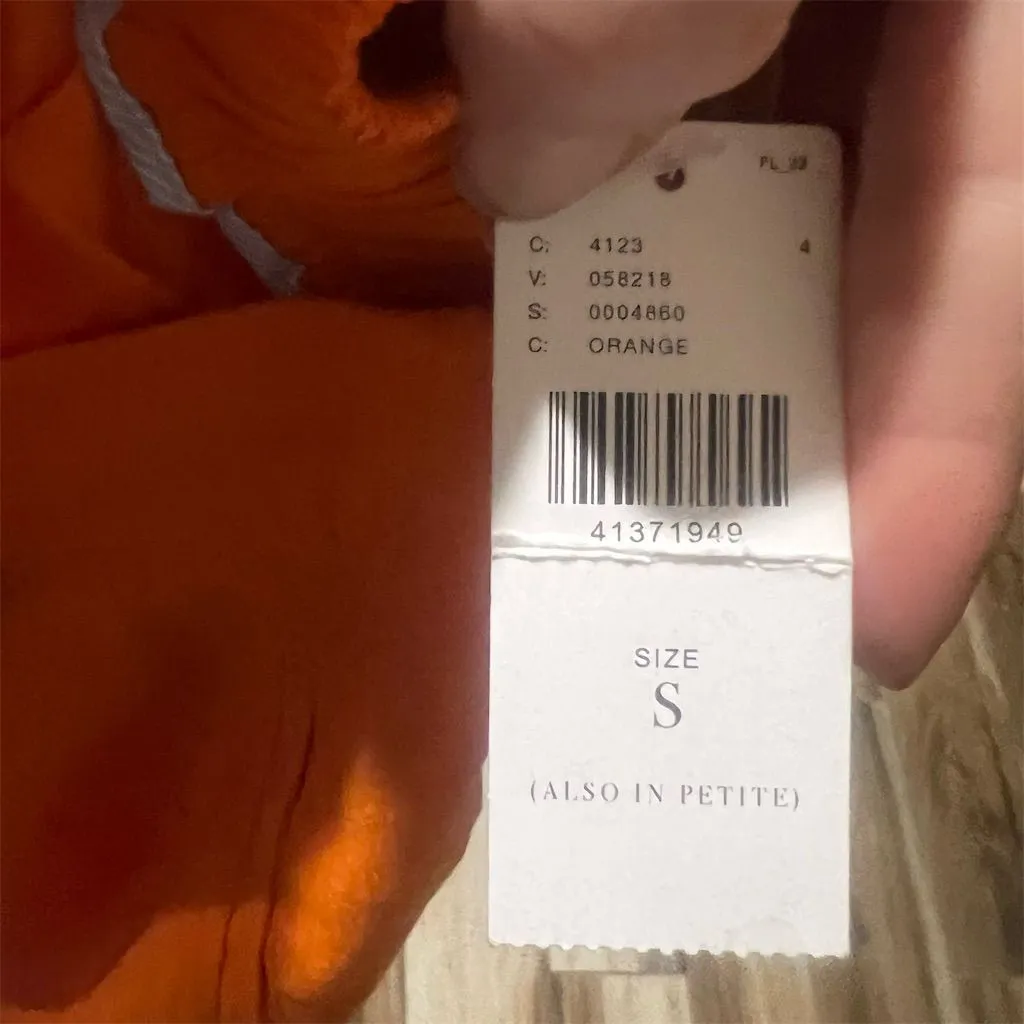 C: 4123 4
V: 058218
S: 0004860
C: ORANGE
41371949
SIZE
S
(ALSO IN PETITE)